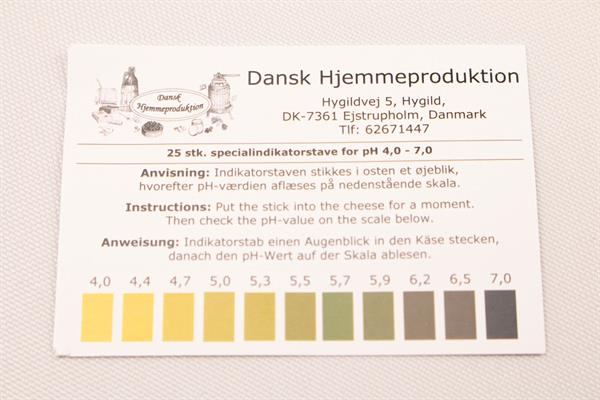 Dansk
Hjemmeproduktion
Dansk Hjemmeproduktion
Hygildvej 5, Hygild,
DK-7361 Ejstrupholm, Danmark
Tlf: 62671447
25 stk. specialindikatorstave for pH 4,0 - 7,0
Anvisning: Indikatorstaven stikkes i osten et øjeblik,
hvorefter pH-værdien aflæses på nedenstående skala.
Instructions: Put the stick into the cheese for a moment.
Then check the pH-value on the scale below.
Anweisung: Indikatorstab einen Augenblick in den Käse stecken,
danach den pH-Wert auf der Skala ablesen.
4,0 4,4 4,7 5,0 5,3 5,5 5,7 5,9 6,2 6,5 7,0